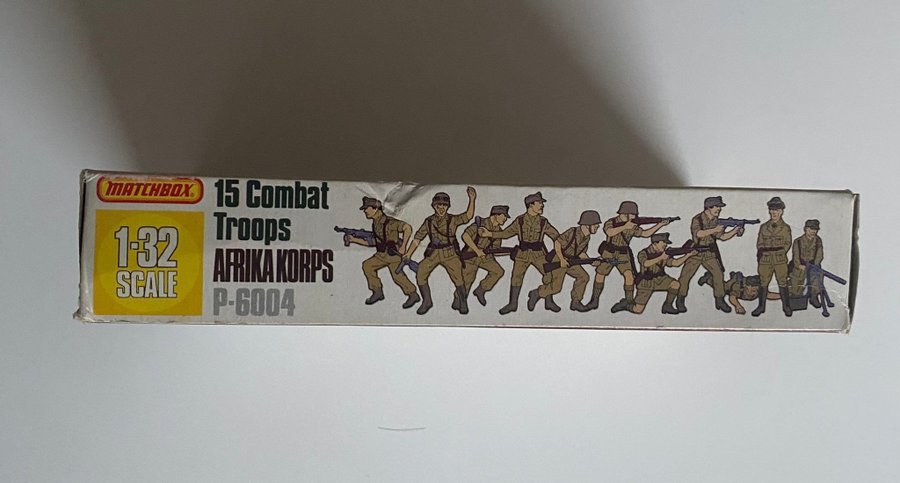 MATCHBOX
1-32
SCALE
15 Combat
Troops
AFRIKA KORPS
P-6004